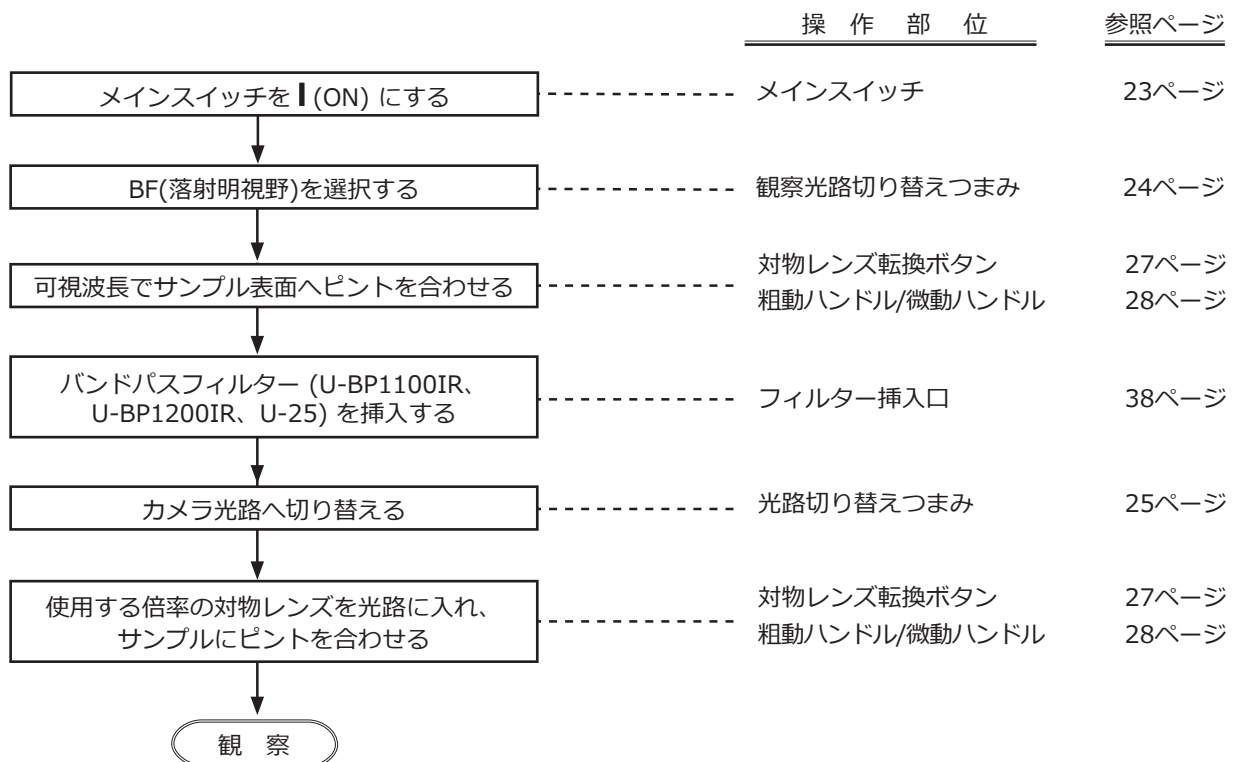 操 作 部 位 参照ページ
メインスイッチを I (ON) にする メインスイッチ 23ページ
BF(落射明視野)を選択する 観察光路切り替えつまみ 24ページ
可視波長でサンプル表面へピントを合わせる 対物レンズ転換ボタン 27ページ
粗動ハンドル/微動ハンドル 28ページ
バンドパスフィルター (U-BP1100IR、
U-BP1200IR、U-25) を挿入する フィルター挿入口 38ページ
カメラ光路へ切り替える 光路切り替えつまみ 25ページ
使用する倍率の対物レンズを光路に入れ、 対物レンズ転換ボタン 27ページ
サンプルにピントを合わせる 粗動ハンドル/微動ハンドル 28ページ
観 察